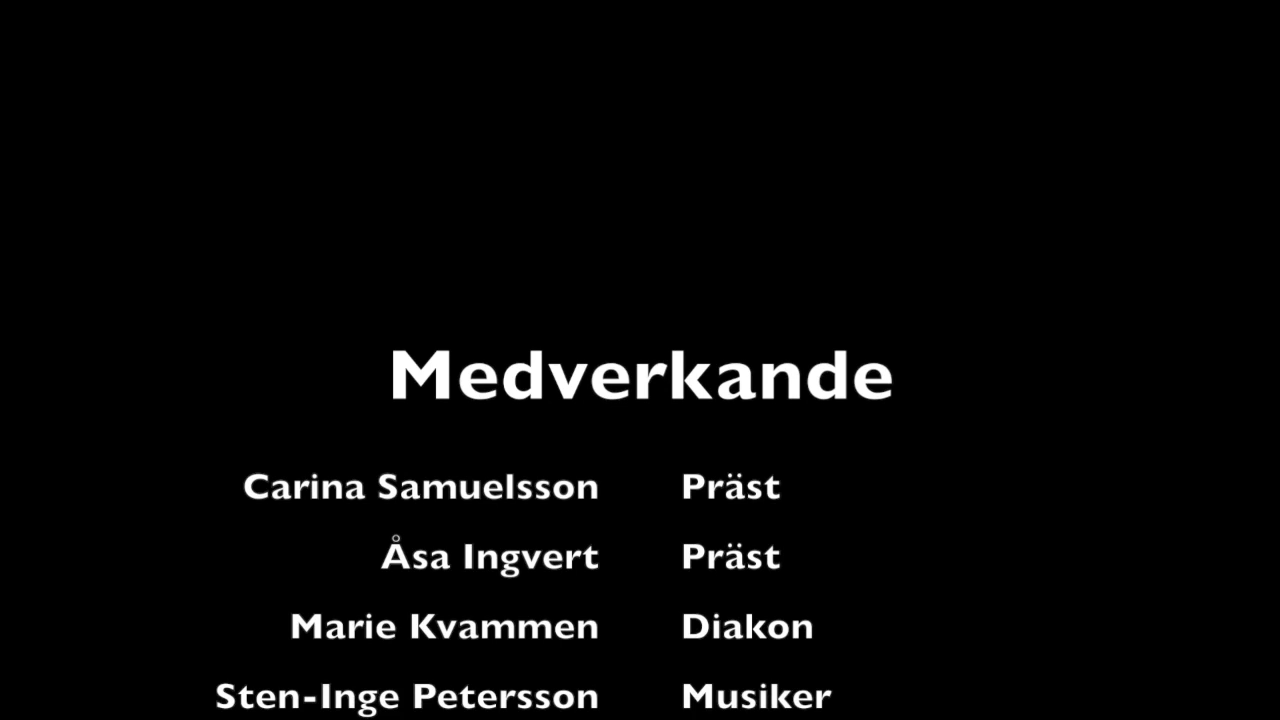 Medverkande
Carina Samuelsson Präst
Åsa Ingvert Präst
Marie Kvammen Diakon
Sten-Inge Petersson Musiker